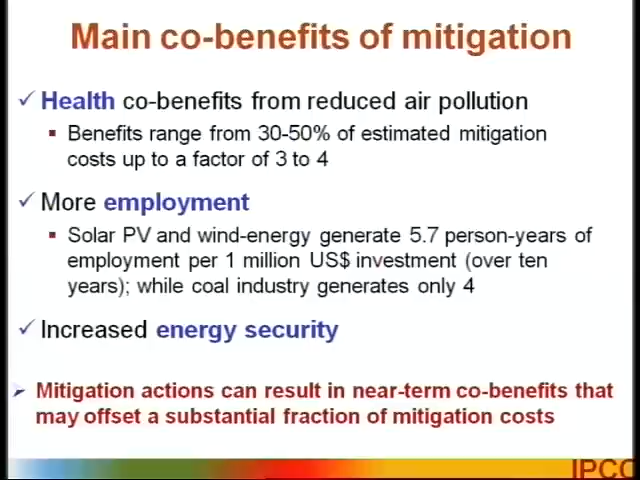 Main co-benefits of mitigation
Health co-benefits from reduced air pollution
Benefits range from 30-50% of estimated mitigation
costs up to a factor of 3 to 4
More employment
Solar PV and wind-energy generate 5.7 person-years of
employment per 1 million US$ investment (over ten
years); while coal industry generates only 4
Increased energy security
Mitigation actions can result in near-term co-benefits that
may offset a substantial fraction of mitigation costs
IPCC